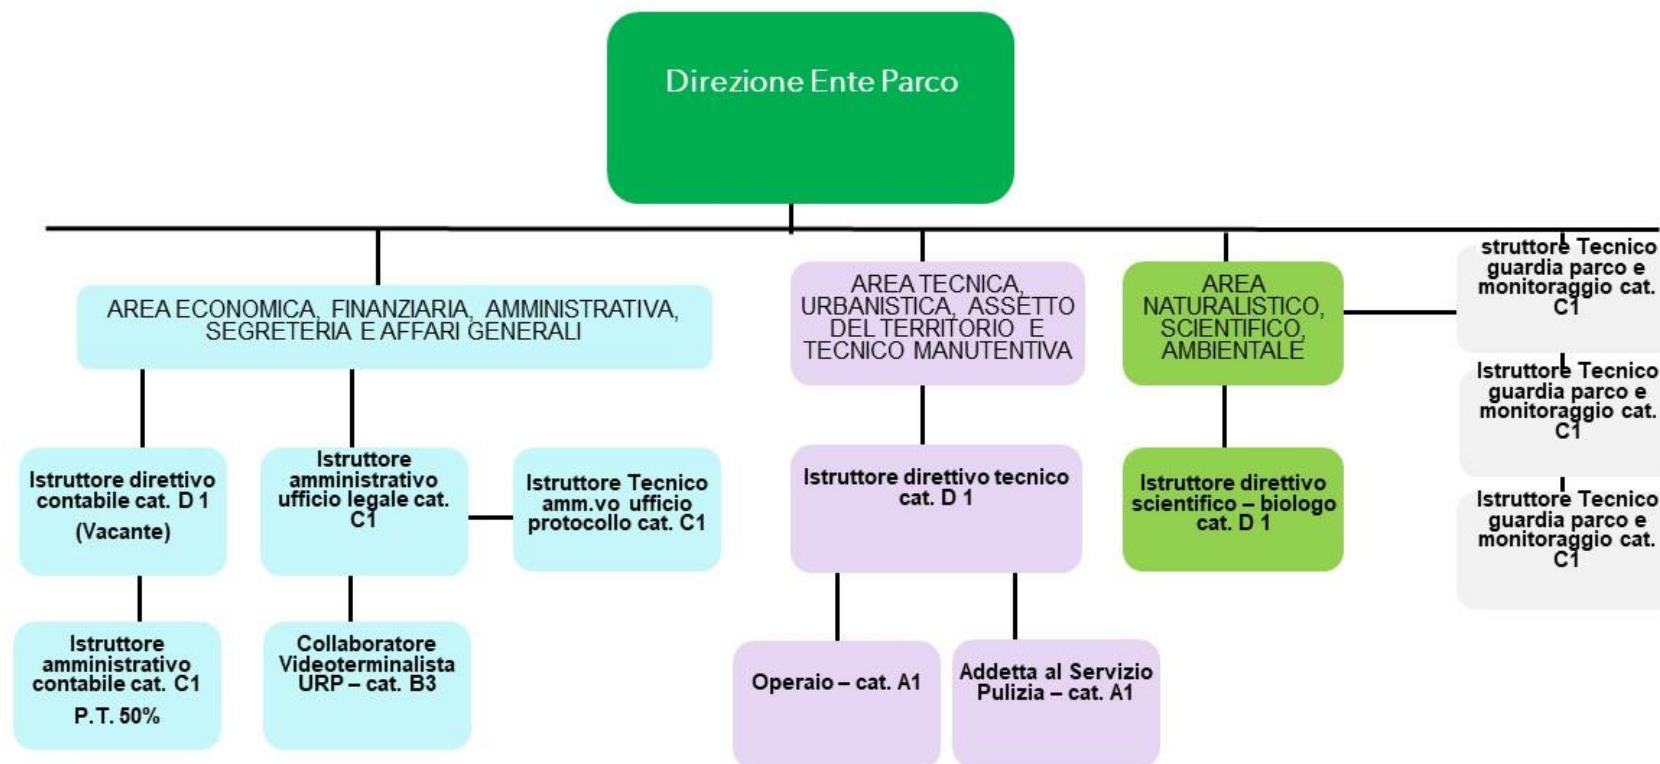 Direzione Ente Parco
AREA ECONOMICA, FINANZIARIA, AMMINISTRATIVA,
SEGRETERIA E AFFARI GENERALI
AREA TECNICA,
URBANISTICA, ASSETTO
DEL TERRITORIO E
TECNICO MANUTENTIVA
AREA
NATURALISTICO,
SCIENTIFICO,
AMBIENTALE
struttore Tecnico
guardia parco e
monitoraggio cat.
C1
Istruttore Tecnico
guardia parco e
monitoraggio cat.
C1
Istruttore Tecnico
guardia parco e
monitoraggio cat.
C1
Istruttore direttivo
contabile cat. D 1
(Vacante)
Istruttore
amministrativo
ufficio legale cat.
C1
Istruttore Tecnico
amm.vo ufficio
protocollo cat. C1
Istruttore direttivo tecnico
cat. D 1
Istruttore direttivo
scientifico – biologo
cat. D 1
Istruttore
amministrativo
contabile cat. C1
P.T. 50%
Collaboratore
Videoterminalista
URP – cat. B3
Operaio – cat. A1
Addetta al Servizio
Pulizia – cat. A1